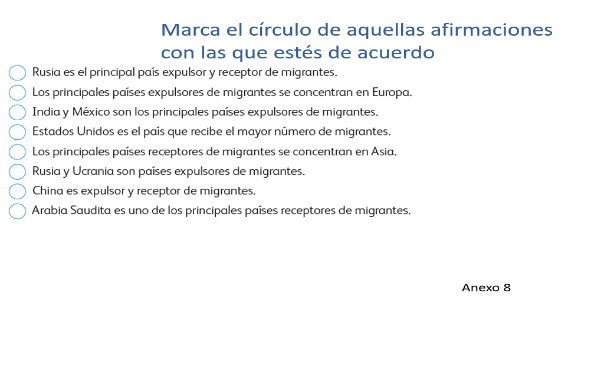 Marca el círculo de aquellas afirmaciones
con las que estés de acuerdo
Rusia es el principal país expulsor y receptor de migrantes.
Los principales países expulsores de migrantes se concentran en Europa.
India y México son los principales países expulsores de migrantes.
Estados Unidos es el país que recibe el mayor número de migrantes.
Los principales países receptores de migrantes se concentran en Asia.
Rusia y Ucrania son países expulsores de migrantes.
China es expulsor y receptor de migrantes.
Arabia Saudita es uno de los principales países receptores de migrantes.
Anexo 8